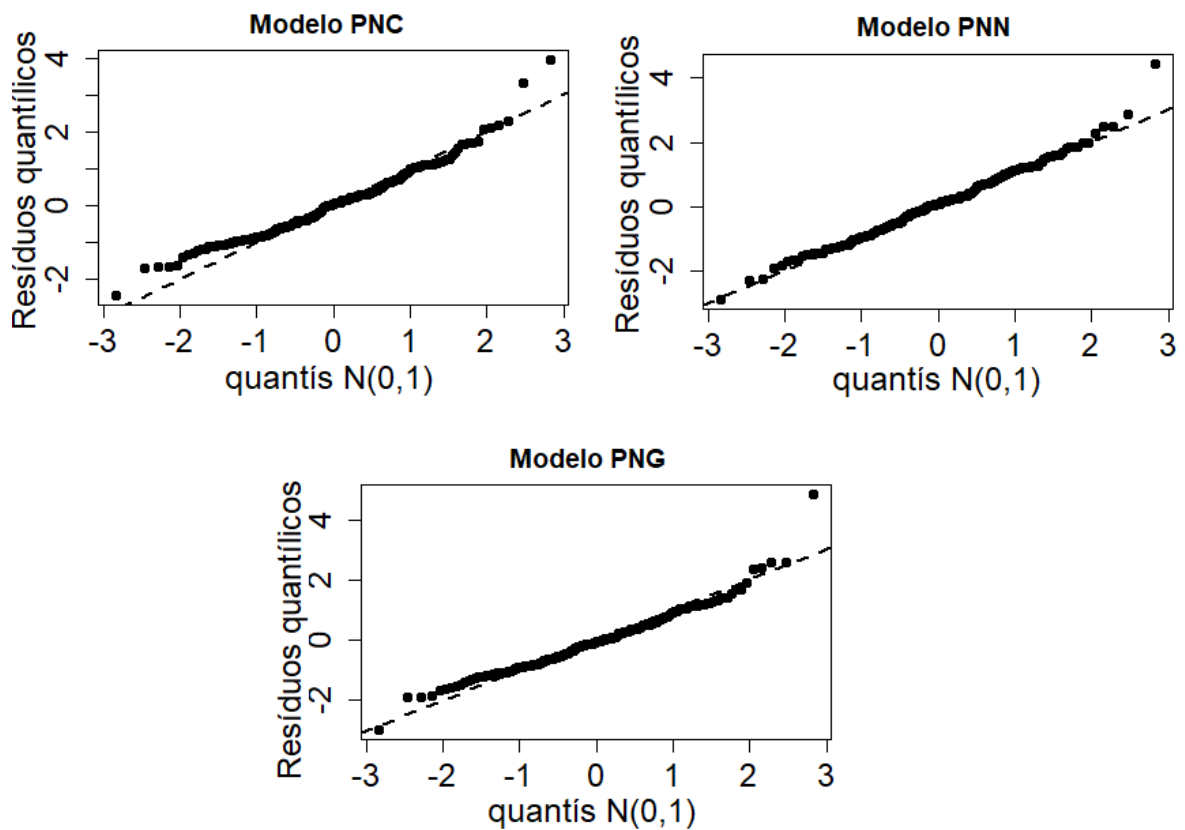 Modelo PNC
Resíduos quantílicos
4
2
0
-2
-3 -2 -1 0 1 2 3
quantís N(0,1)
Modelo PNN
Resíduos quantílicos
4
2
0
-2
-3 -2 -1 0 1 2 3
quantís N(0,1)
Modelo PNG
Resíduos quantílicos
4
2
0
-2
-3 -2 -1 0 1 2 3
quantís N(0,1)